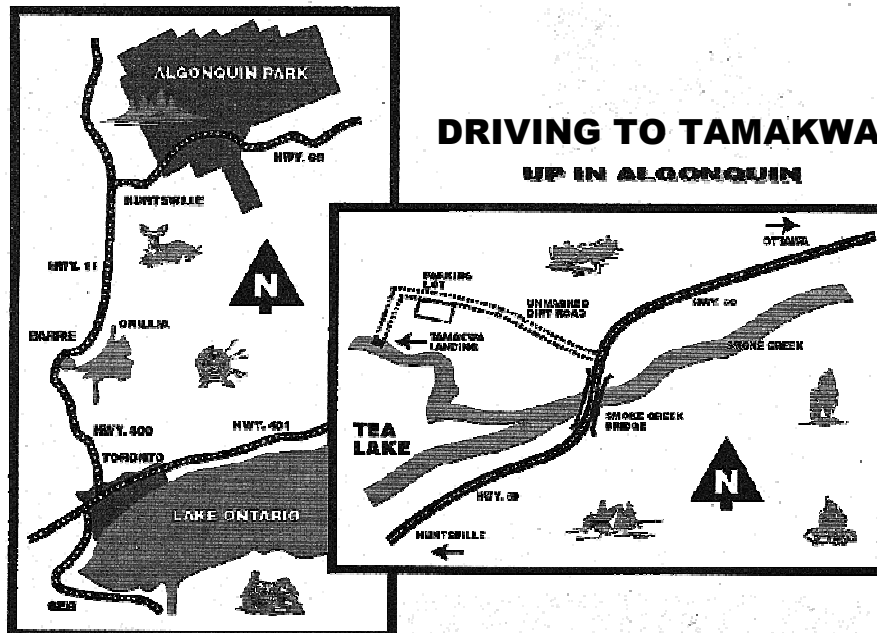 DRIVING TO TAMAKWA
UP IN ALGONQUIN
ALGONQUIN PARK
HWY. 60
HUNTSVILLE
N
HWY. 11
ORILLIA
BARRIE
HWY. 400
HWY. 401
TORONTO
LAKE ONTARIO
QEW
OTTAWA
PARKING
LOT
UNMARKED
DIRT ROAD
HWY. 60
TAMAKWA
LANDING
SMOKE CREEK
SMOKE CREEK
BRIDGE
TEA
LAKE
N
HWY. 60
HUNTSVILLE